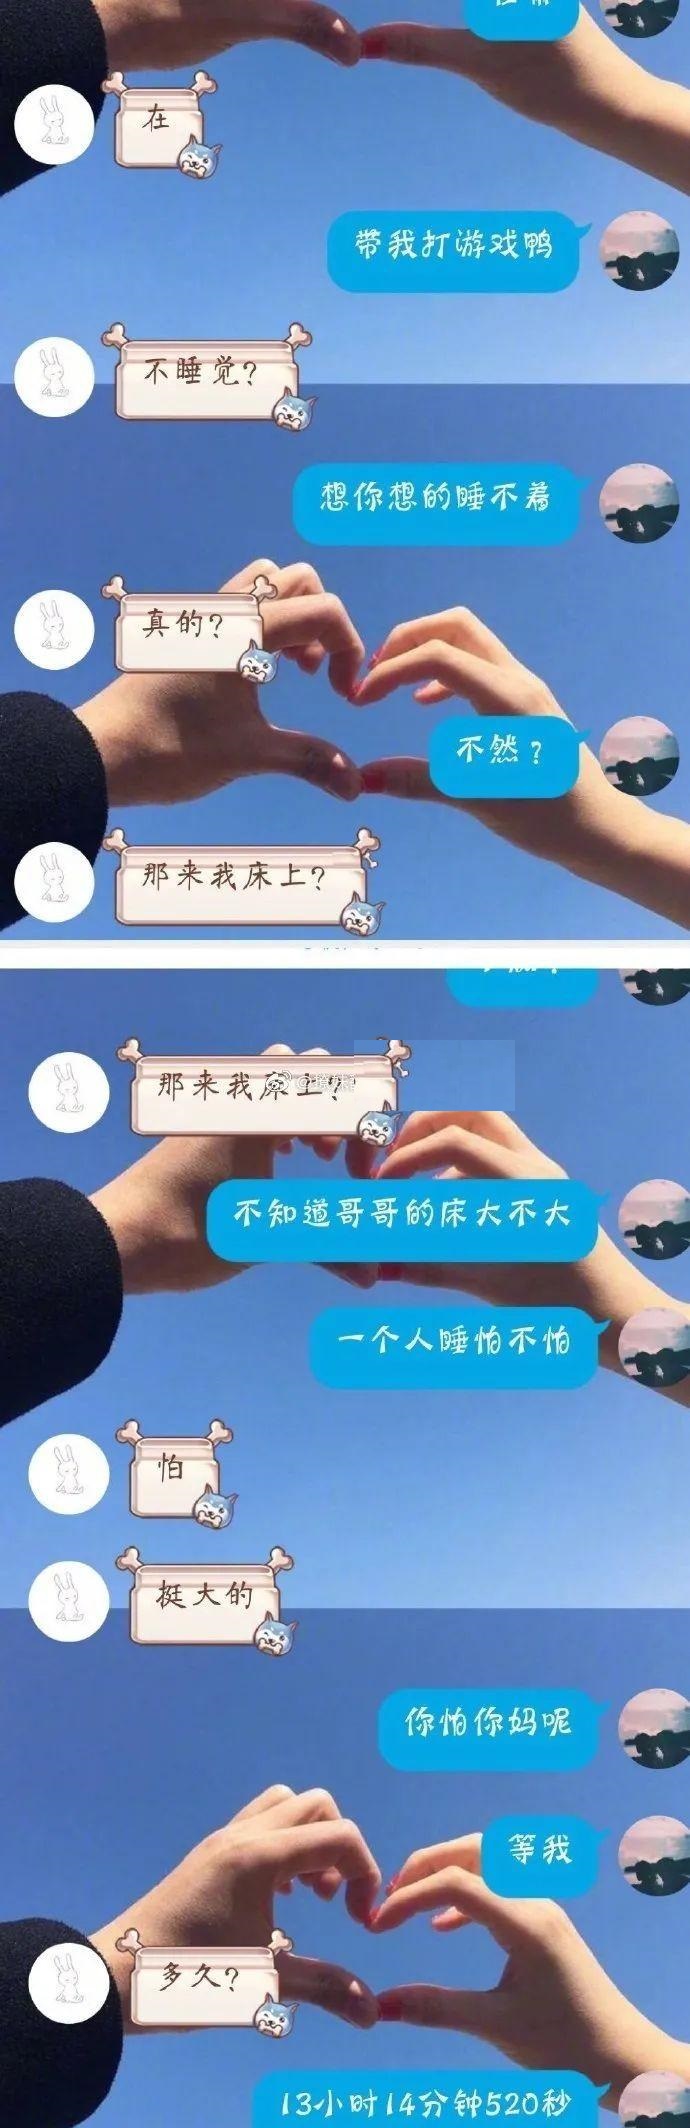 在
带我打游戏鸭
不睡觉?
想你想的睡不着
真的?
不然?
那来我床上?
那来我床上?
不知道哥哥的床大不大
一个人睡怕不怕
怕
挺大的
你怕你妈呢
等我
多久?
13小时14分钟520秒